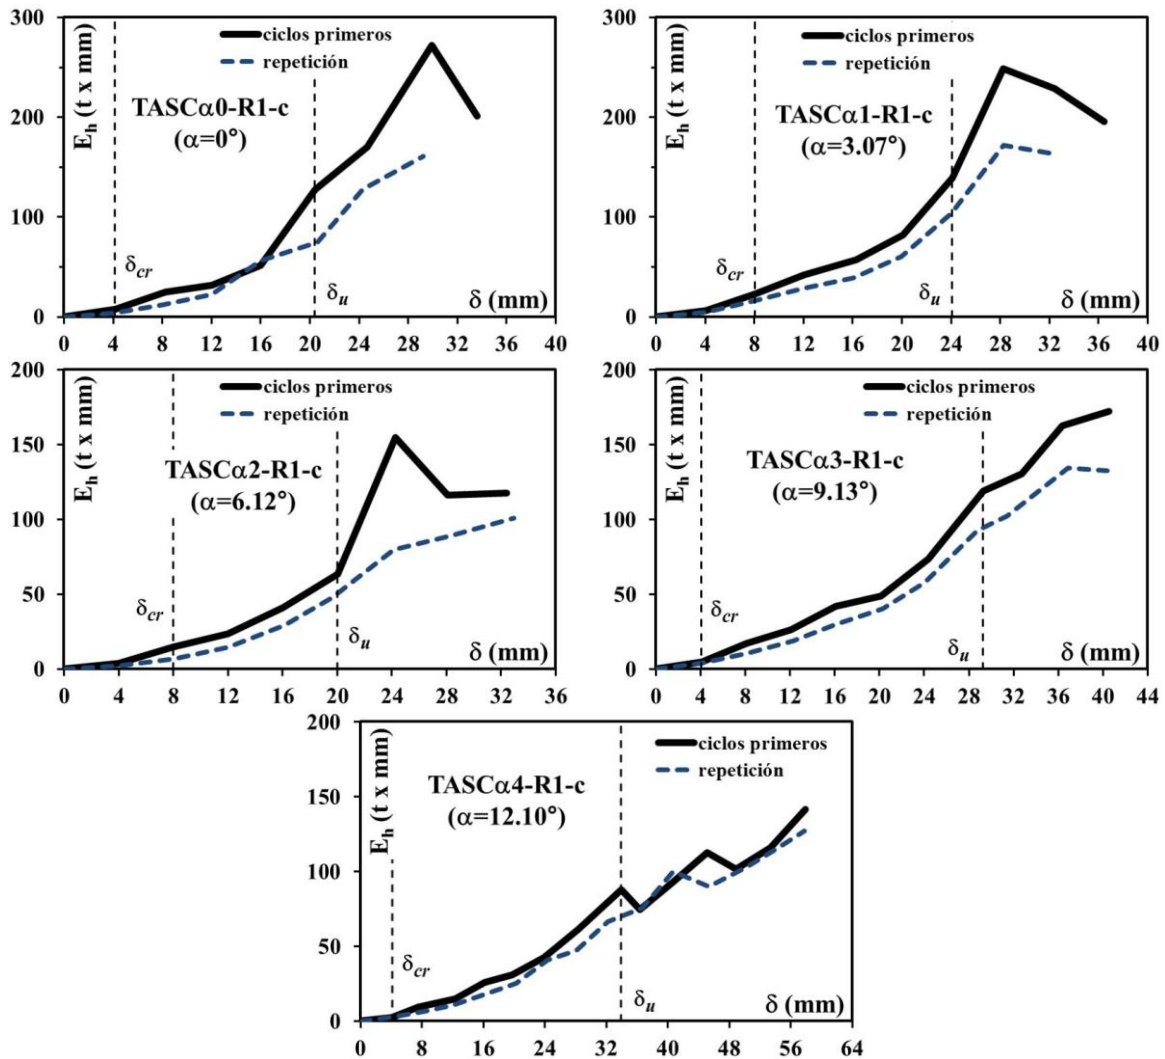 300
200
100
0
E_h (t x mm)
ciclos primeros
repetición
TASCα0-R1-c
(α=0°)
δ_cr
δ_u
δ (mm)
0 4 8 12 16 20 24 28 32 36 40
300
200
100
0
E_h (t x mm)
ciclos primeros
repetición
TASCα1-R1-c
(α=3.07°)
δ_cr
δ_u
δ (mm)
0 4 8 12 16 20 24 28 32 36 40
200
150
100
50
0
E_h (t x mm)
ciclos primeros
repetición
TASCα2-R1-c
(α=6.12°)
δ_cr
δ_u
δ (mm)
0 4 8 12 16 20 24 28 32 36
200
150
100
50
0
E_h (t x mm)
ciclos primeros
repetición
TASCα3-R1-c
(α=9.13°)
δ_cr
δ_u
δ (mm)
0 4 8 12 16 20 24 28 32 36 40 44
200
150
100
50
0
E_h (t x mm)
ciclos primeros
repetición
TASCα4-R1-c
(α=12.10°)
δ_cr
δ_u
δ (mm)
0 8 16 24 32 40 48 56 64